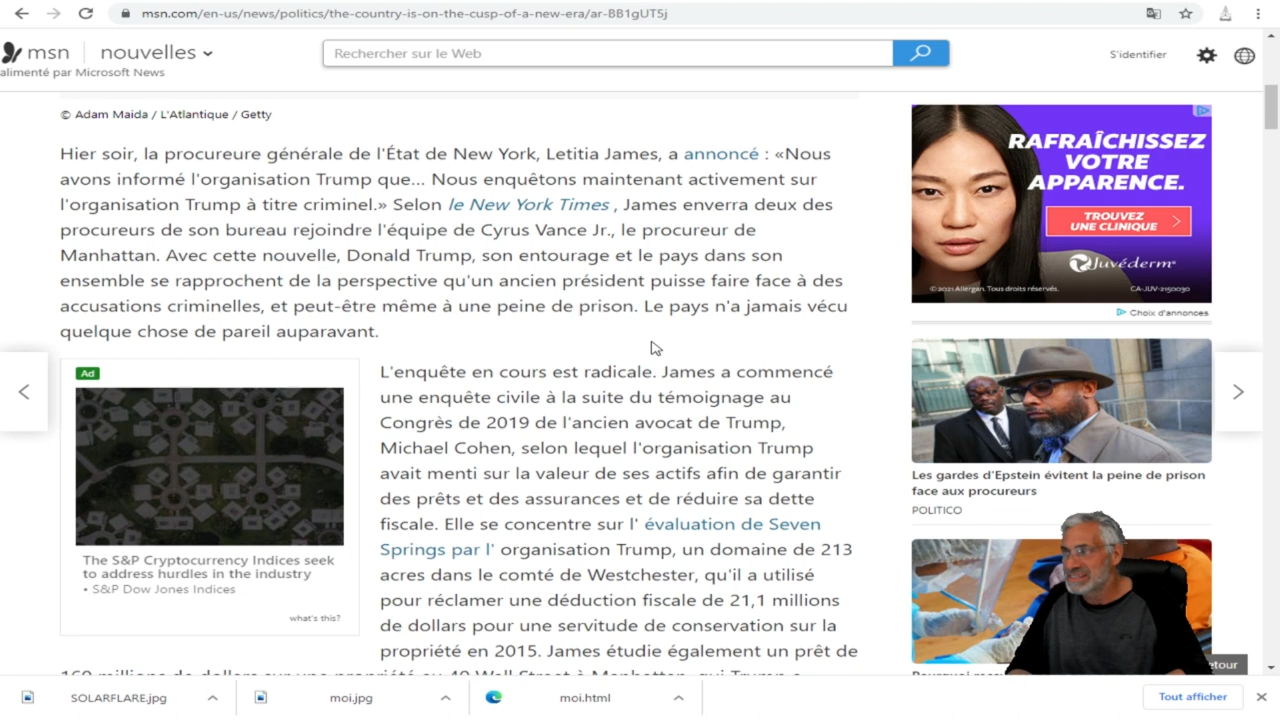 msn.com/en-us/news/politics/the-country-is-on-the-cusp-of-a-new-era/ar-BB1gUT5j
msn
nouvelles
Rechercher sur le Web
S'identifier
alimenté par Microsoft News
© Adam Maida / L'Atlantique / Getty
Hier soir, la procureure générale de l'État de New York, Letitia James, a annoncé : «Nous
avons informé l'organisation Trump que... Nous enquêtons maintenant activement sur
l'organisation Trump à titre criminel.» Selon le New York Times , James enverra deux des
procureurs de son bureau rejoindre l'équipe de Cyrus Vance Jr., le procureur de
Manhattan. Avec cette nouvelle, Donald Trump, son entourage et le pays dans son
ensemble se rapprochent de la perspective qu'un ancien président puisse faire face à des
accusations criminelles, et peut-être même à une peine de prison. Le pays n'a jamais vécu
quelque chose de pareil auparavant.
L'enquête en cours est radicale. James a commencé
une enquête civile à la suite du témoignage au
Congrès de 2019 de l'ancien avocat de Trump,
Michael Cohen, selon lequel l'organisation Trump
avait menti sur la valeur de ses actifs afin de garantir
des prêts et des assurances et de réduire sa dette
fiscale. Elle se concentre sur l' évaluation de Seven
Springs par l' organisation Trump, un domaine de 213
acres dans le comté de Westchester, qu'il a utilisé
pour réclamer une déduction fiscale de 21,1 millions
de dollars pour une servitude de conservation sur la
propriété en 2015. James étudie également un prêt de
Ad
The S&P Cryptocurrency Indices seek
to address hurdles in the industry
• S&P Dow Jones Indices
what's this?
RAFRAÎCHISSEZ
VOTRE
APPARENCE.
TROUVEZ
UNE CLINIQUE
Juvéderm
© 2021 Allergan. Tous droits réservés.
CA-JUV-2150030
Choix d'annonces
Les gardes d'Epstein évitent la peine de prison
face aux procureurs
POLITICO
SOLARFLARE.jpg
moi.jpg
moi.html
Tout afficher